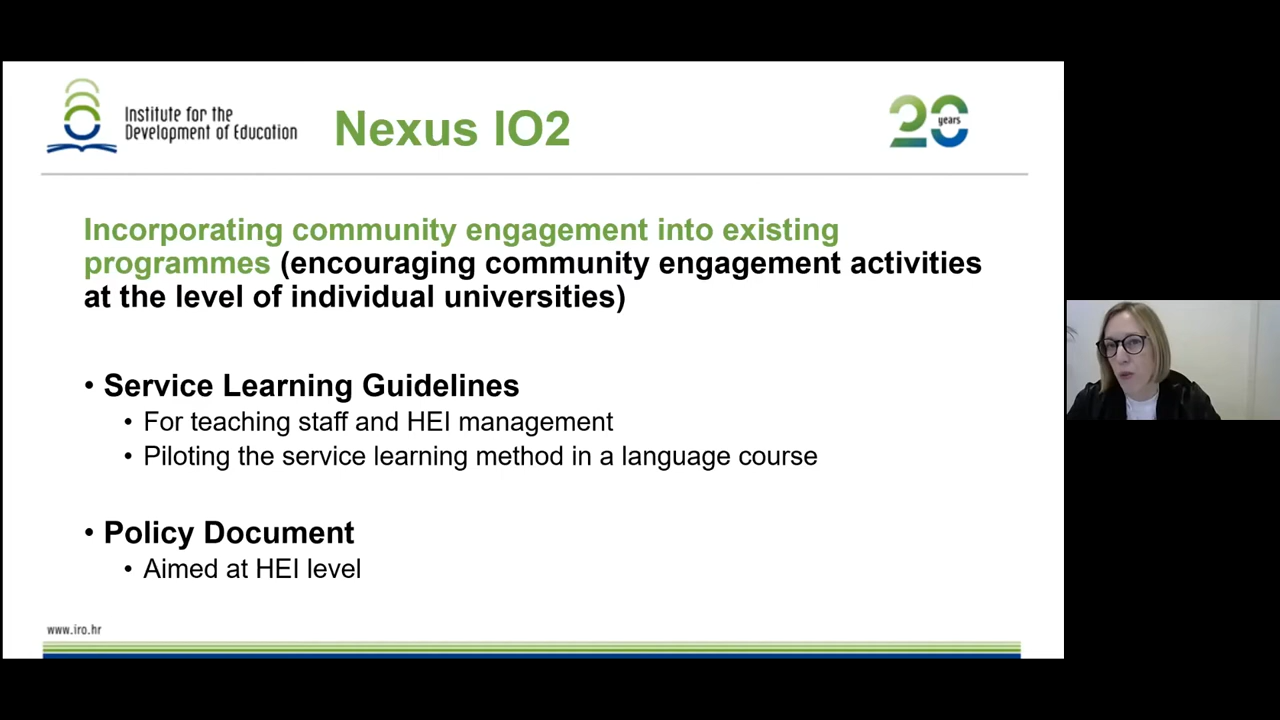 Institute for the
Development of Education
Nexus IO2
20
years
Incorporating community engagement into existing
programmes (encouraging community engagement activities
at the level of individual universities)
• Service Learning Guidelines
• For teaching staff and HEI management
• Piloting the service learning method in a language course
• Policy Document
• Aimed at HEI level
www.iro.hr